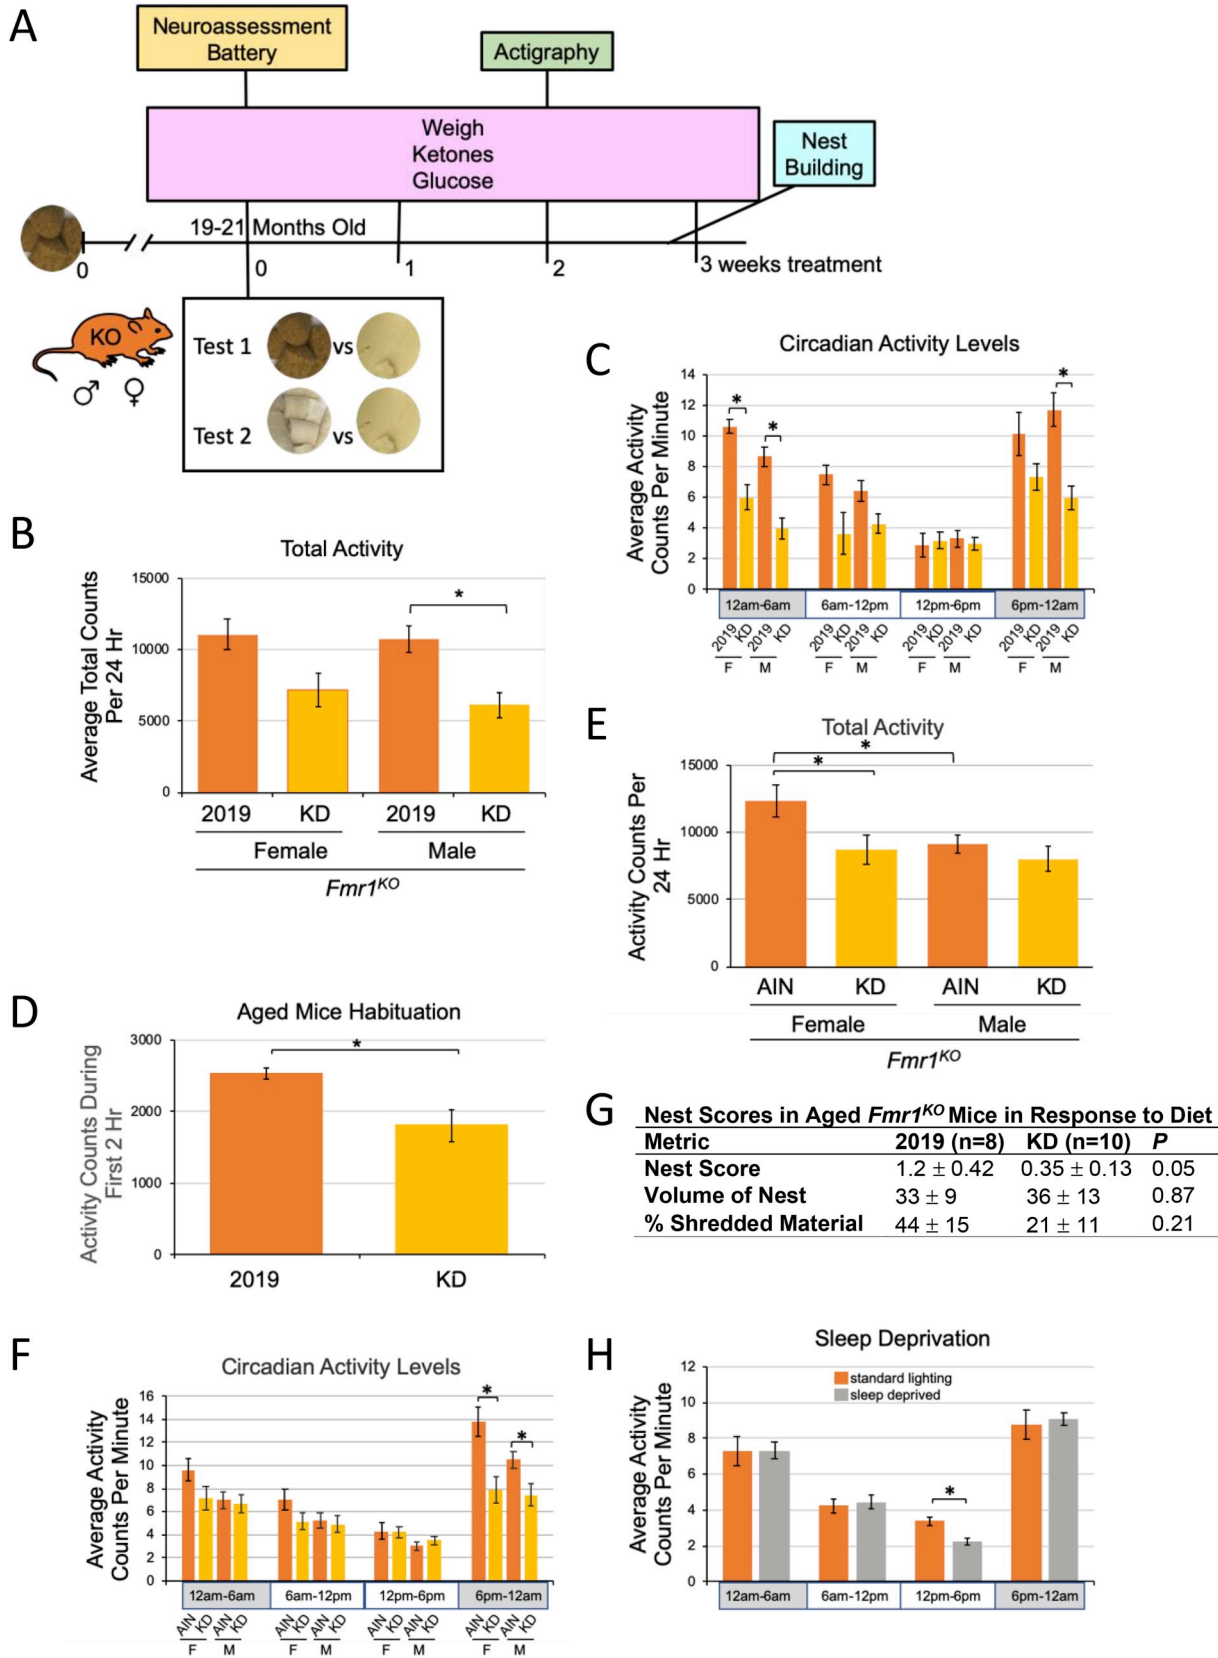 A
Neuroassessment
Battery
Actigraphy
Weigh
Ketones
Glucose
Nest
Building
19-21 Months Old
0
0
1
2
3 weeks treatment
KO
♂ ♀
Test 1 vs
Test 2 vs
B
Total Activity
Average Total Counts
Per 24 Hr
15000
10000
5000
0
*
2019 KD 2019 KD
Female Male
Fmr1KO
C
Circadian Activity Levels
Average Activity
Counts Per Minute
14
12
10
8
6
4
2
0
* * *
12am-6am 6am-12pm 12pm-6pm 6pm-12am
2019 KD 2019 KD 2019 KD 2019 KD 2019 KD 2019 KD 2019 KD 2019 KD
F M F M F M F M
D
Aged Mice Habituation
Activity Counts During
First 2 Hr
3000
2000
1000
0
*
2019 KD
E
Total Activity
Activity Counts Per
24 Hr
15000
10000
5000
0
*
*
AIN KD AIN KD
Female Male
Fmr1KO
G
Nest Scores in Aged Fmr1KO Mice in Response to Diet
Metric 2019 (n=8) KD (n=10) P
Nest Score 1.2 ± 0.42 0.35 ± 0.13 0.05
Volume of Nest 33 ± 9 36 ± 13 0.87
% Shredded Material 44 ± 15 21 ± 11 0.21
F
Circadian Activity Levels
Average Activity
Counts Per Minute
16
14
12
10
8
6
4
2
0
* *
12am-6am 6am-12pm 12pm-6pm 6pm-12am
AIN KD AIN KD AIN KD AIN KD AIN KD AIN KD AIN KD AIN KD
F M F M F M F M
H
Sleep Deprivation
Average Activity
Counts Per Minute
12
10
8
6
4
2
0
standard lighting
sleep deprived
*
12am-6am 6am-12pm 12pm-6pm 6pm-12am